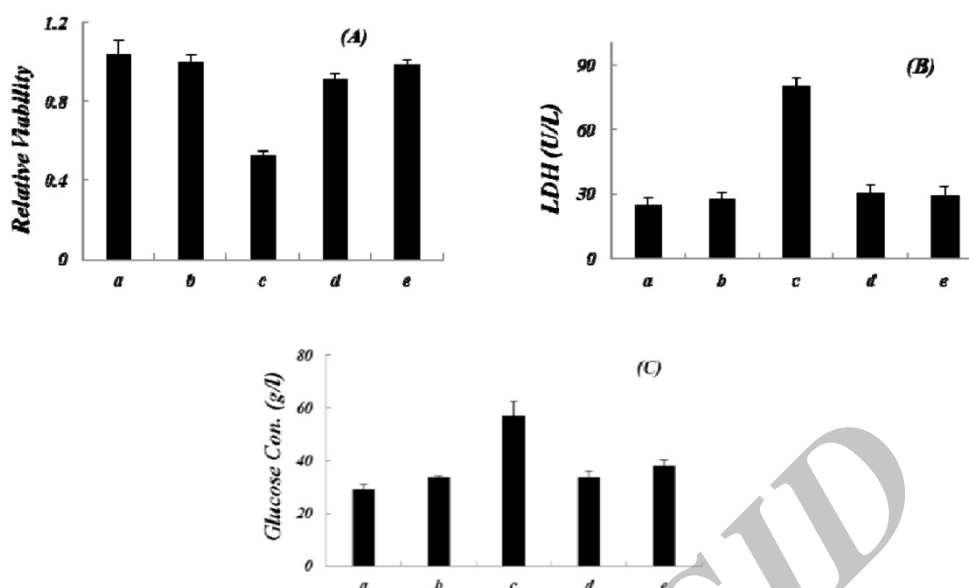 (A)
Relative Viability
1.2
0.8
0.4
0
a b c d e
(B)
LDH (U/L)
90
60
30
0
a b c d e
(C)
Glucose Con. (g/l)
80
60
40
20
0
a b c d e
SID